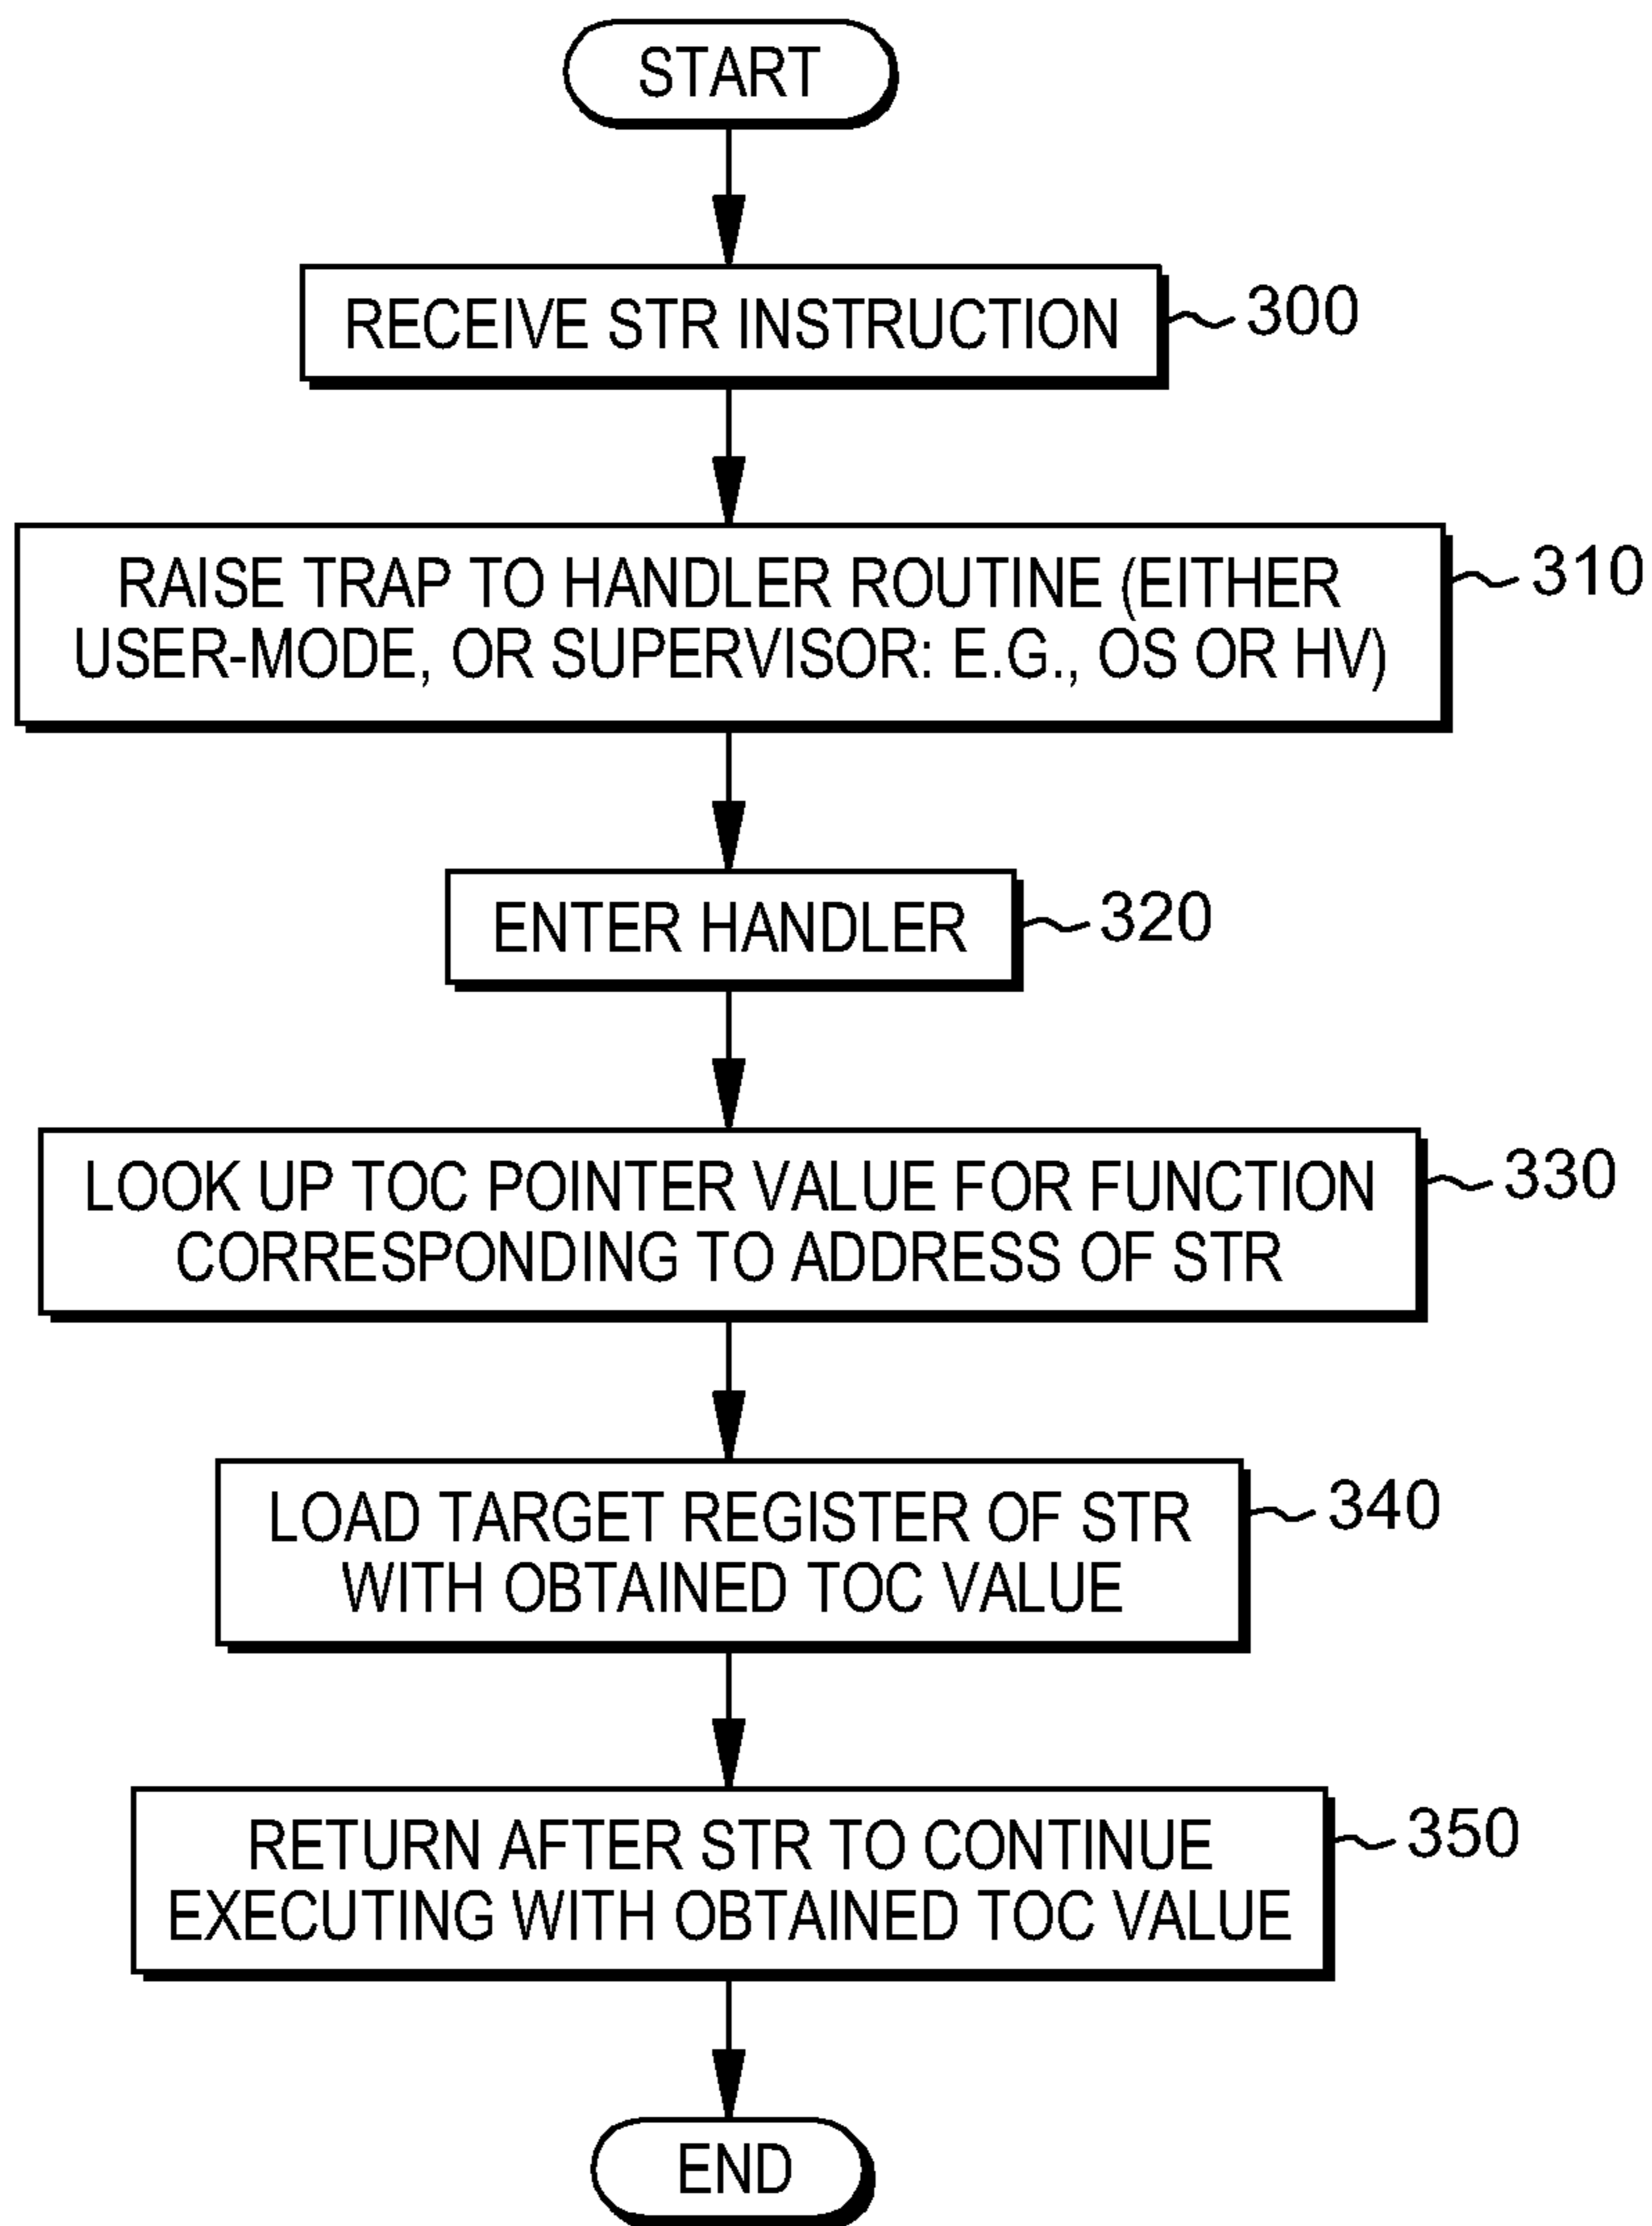 START
RECEIVE STR INSTRUCTION
300
RAISE TRAP TO HANDLER ROUTINE (EITHER
USER-MODE, OR SUPERVISOR: E.G., OS OR HV)
310
ENTER HANDLER
320
LOOK UP TOC POINTER VALUE FOR FUNCTION
CORRESPONDING TO ADDRESS OF STR
330
LOAD TARGET REGISTER OF STR
WITH OBTAINED TOC VALUE
340
RETURN AFTER STR TO CONTINUE
EXECUTING WITH OBTAINED TOC VALUE
350
END